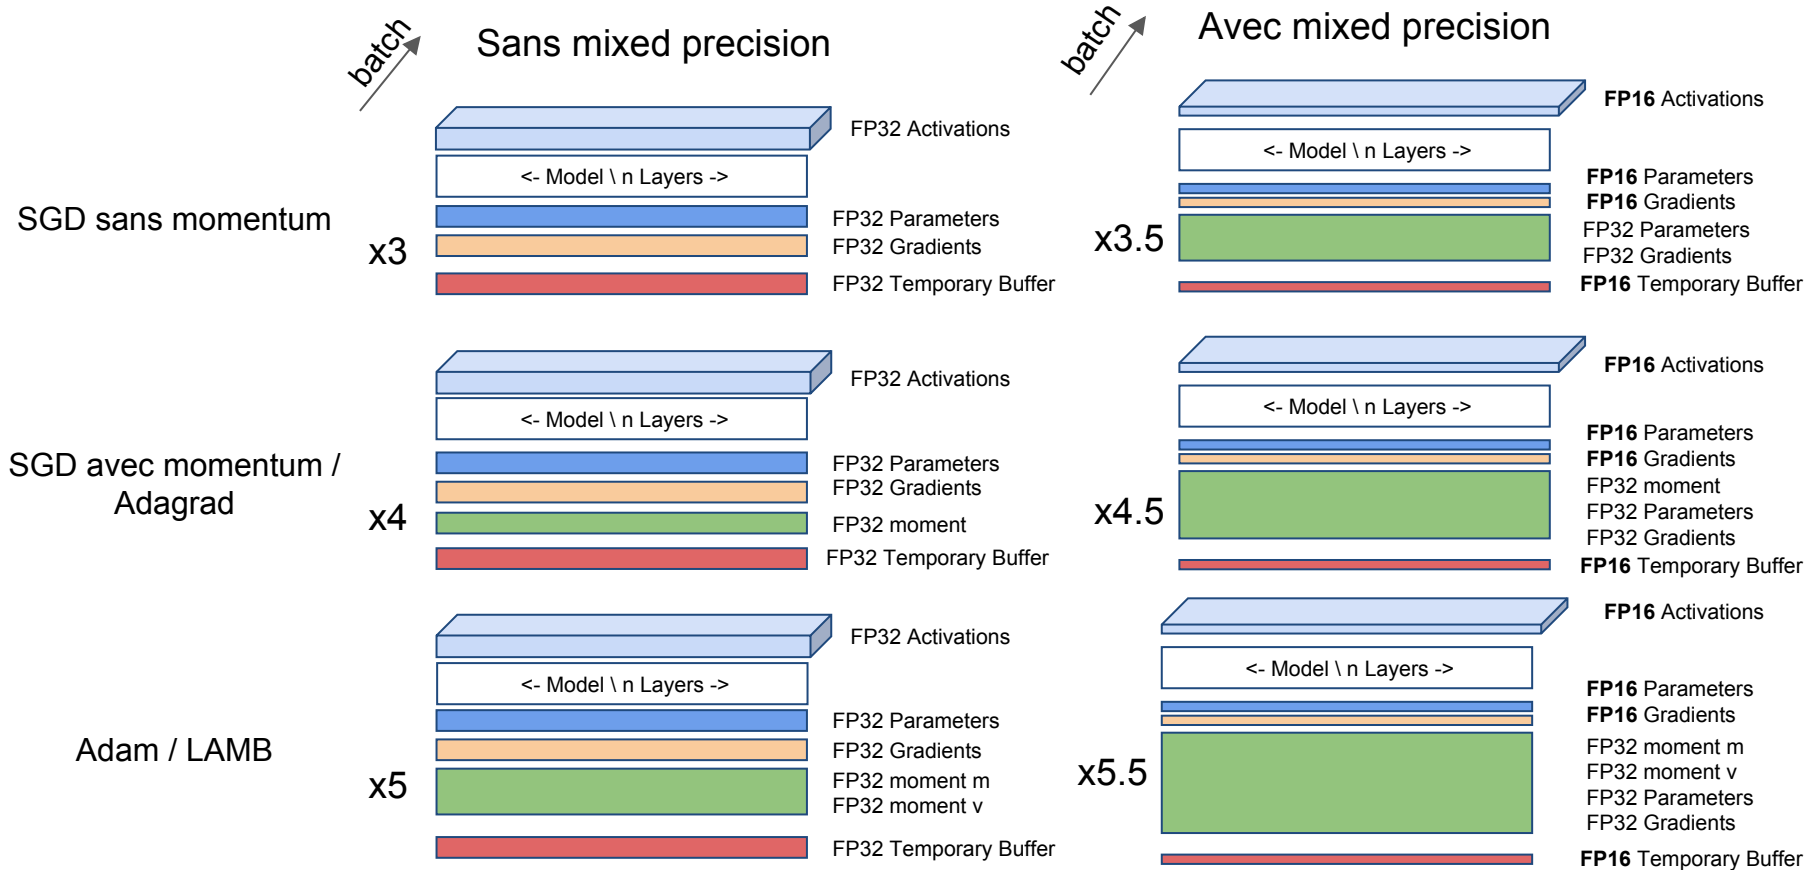 batch
Sans mixed precision
batch
Avec mixed precision
SGD sans momentum
x3
FP32 Activations
<- Model \ n Layers ->
FP32 Parameters
FP32 Gradients
FP32 Temporary Buffer
x3.5
FP16 Activations
<- Model \ n Layers ->
FP16 Parameters
FP16 Gradients
FP32 Parameters
FP32 Gradients
FP16 Temporary Buffer
SGD avec momentum /
Adagrad
x4
FP32 Activations
<- Model \ n Layers ->
FP32 Parameters
FP32 Gradients
FP32 moment
FP32 Temporary Buffer
x4.5
FP16 Activations
<- Model \ n Layers ->
FP16 Parameters
FP16 Gradients
FP32 moment
FP32 Parameters
FP32 Gradients
FP16 Temporary Buffer
Adam / LAMB
x5
FP32 Activations
<- Model \ n Layers ->
FP32 Parameters
FP32 Gradients
FP32 moment m
FP32 moment v
FP32 Temporary Buffer
x5.5
FP16 Activations
<- Model \ n Layers ->
FP16 Parameters
FP16 Gradients
FP32 moment m
FP32 moment v
FP32 Parameters
FP32 Gradients
FP16 Temporary Buffer